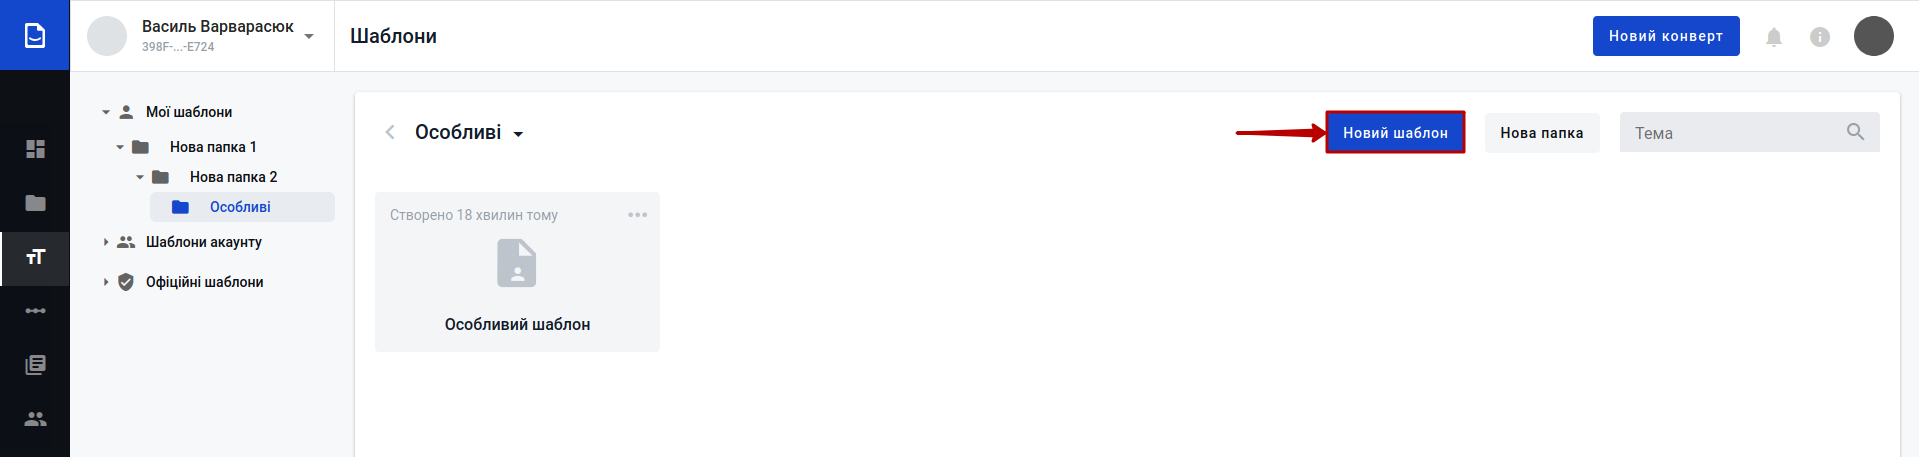 Василь Варварасюк
398F-...-E724
Шаблони
Новий конверт
Мої шаблони
Нова папка 1
Нова папка 2
Особливі
Шаблони акаунту
Офіційні шаблони
Особливі
Новий шаблон
Нова папка
Тема
Створено 18 хвилин тому
Особливий шаблон